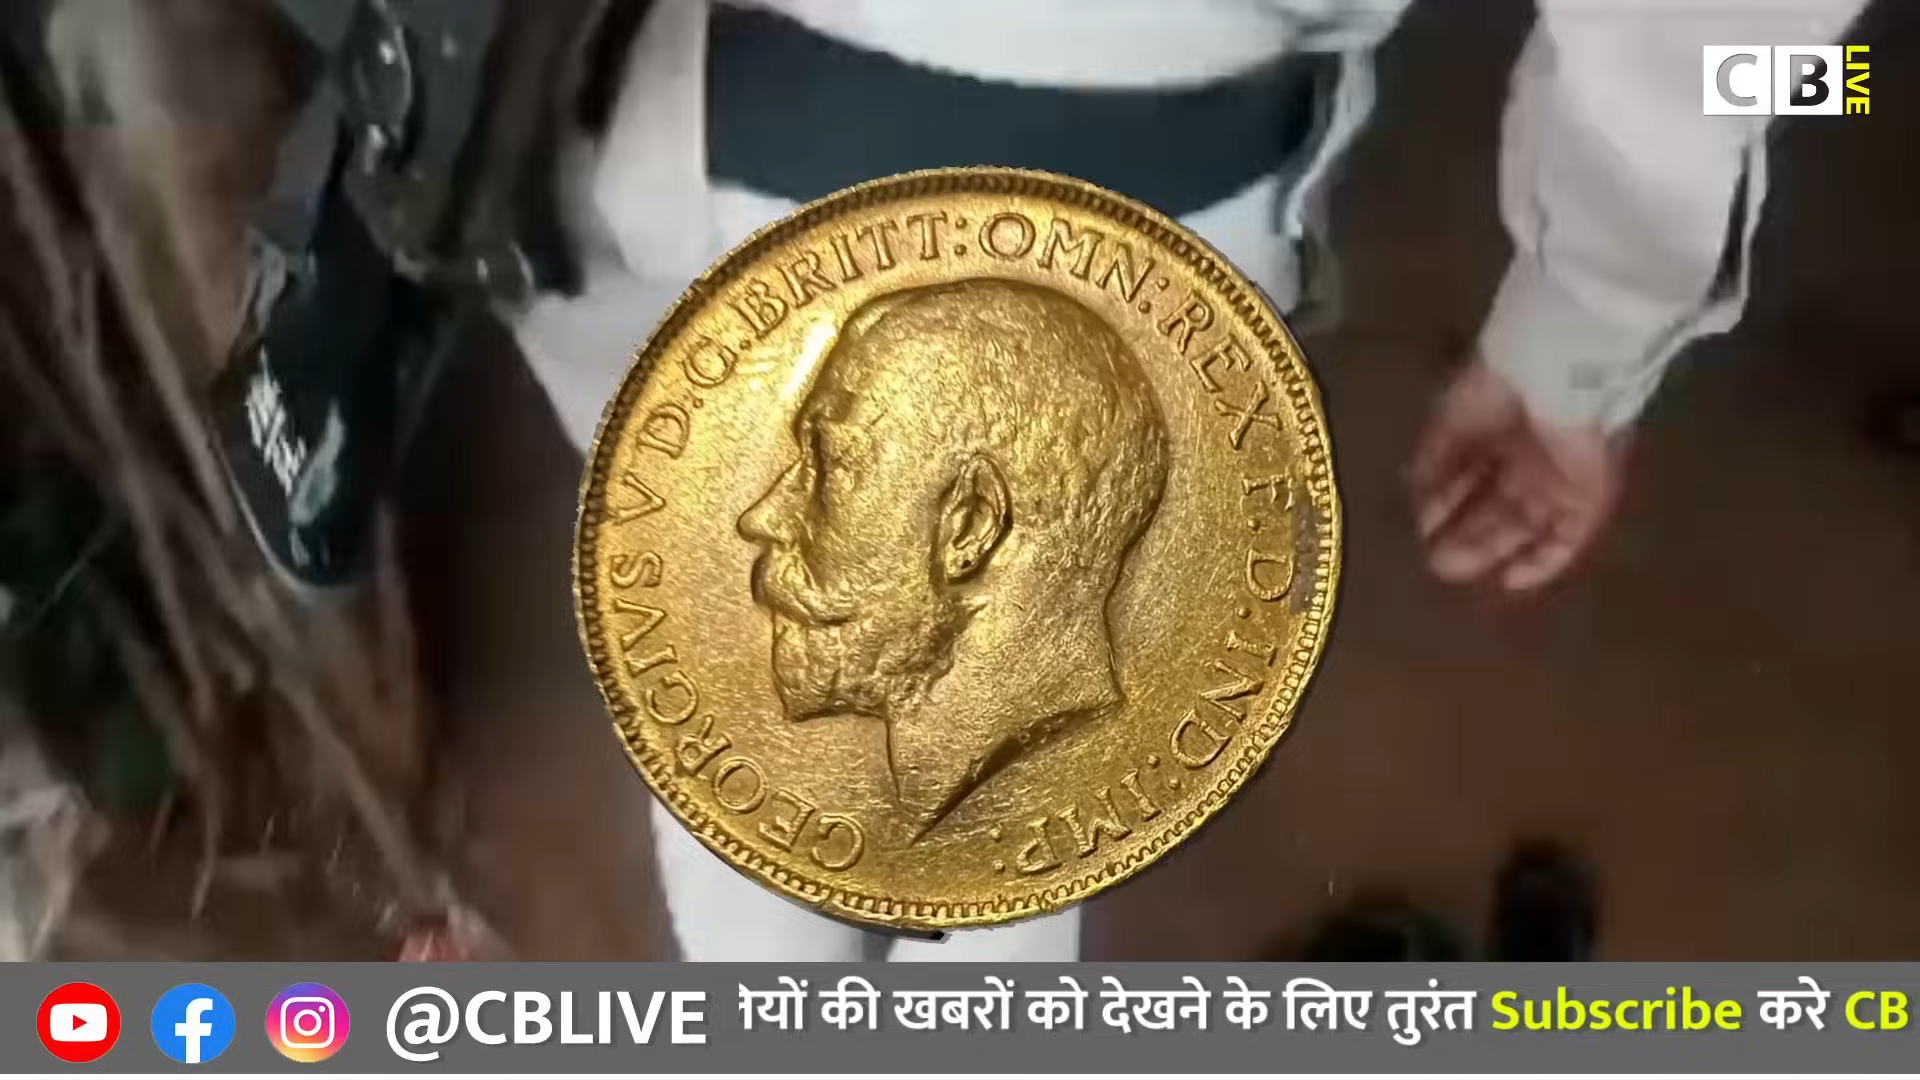 CB LIVE
GEORGIVS V D.G.BRITT:OMN:REX F.D.IND:IMP:
@CBLIVE
यों की खबरों को देखने के लिए तुरंत Subscribe करे CB